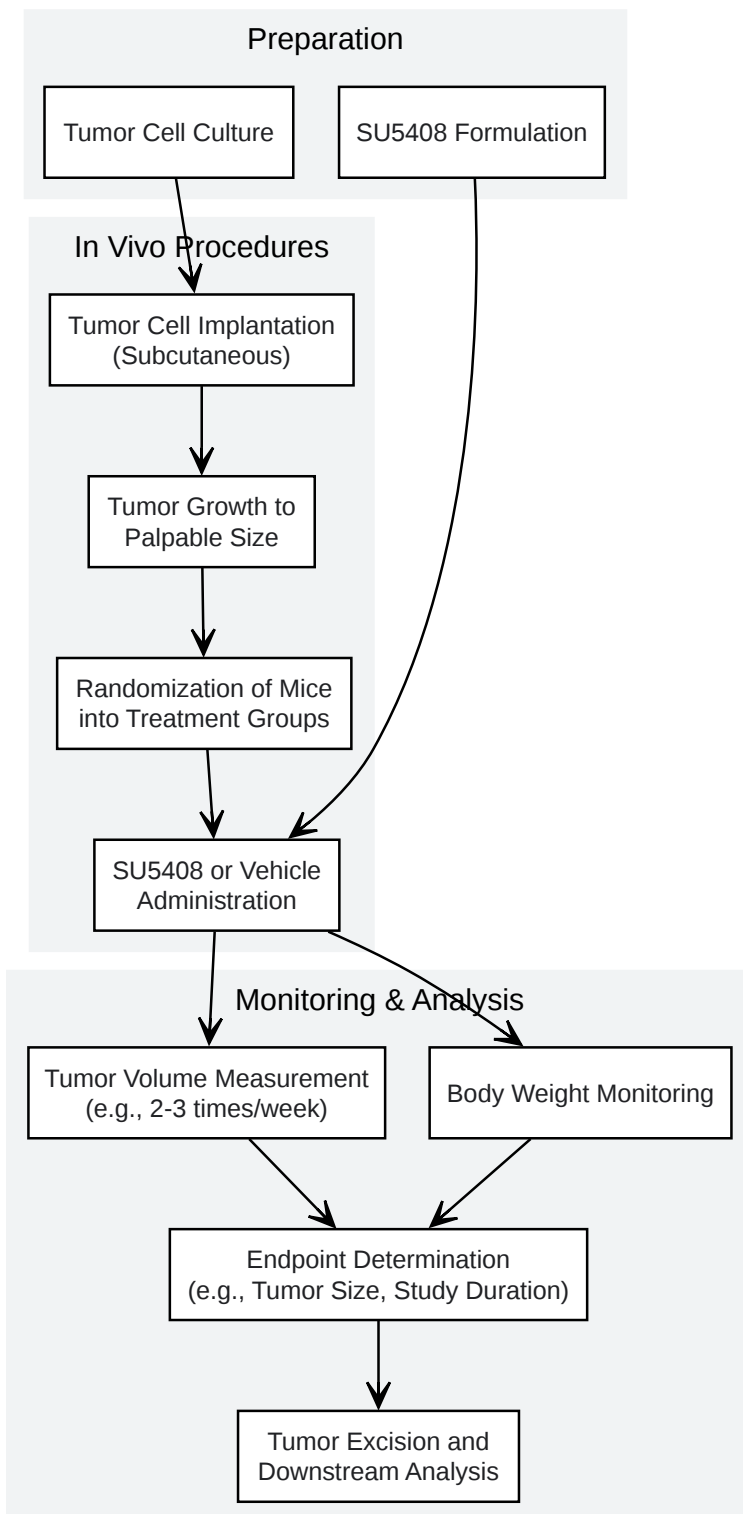 Preparation
Tumor Cell Culture
SU5408 Formulation
In Vivo Procedures
Tumor Cell Implantation
(Subcutaneous)
Tumor Growth to
Palpable Size
Randomization of Mice
into Treatment Groups
SU5408 or Vehicle
Administration
Monitoring & Analysis
Tumor Volume Measurement
(e.g., 2-3 times/week)
Body Weight Monitoring
Endpoint Determination
(e.g., Tumor Size, Study Duration)
Tumor Excision and
Downstream Analysis